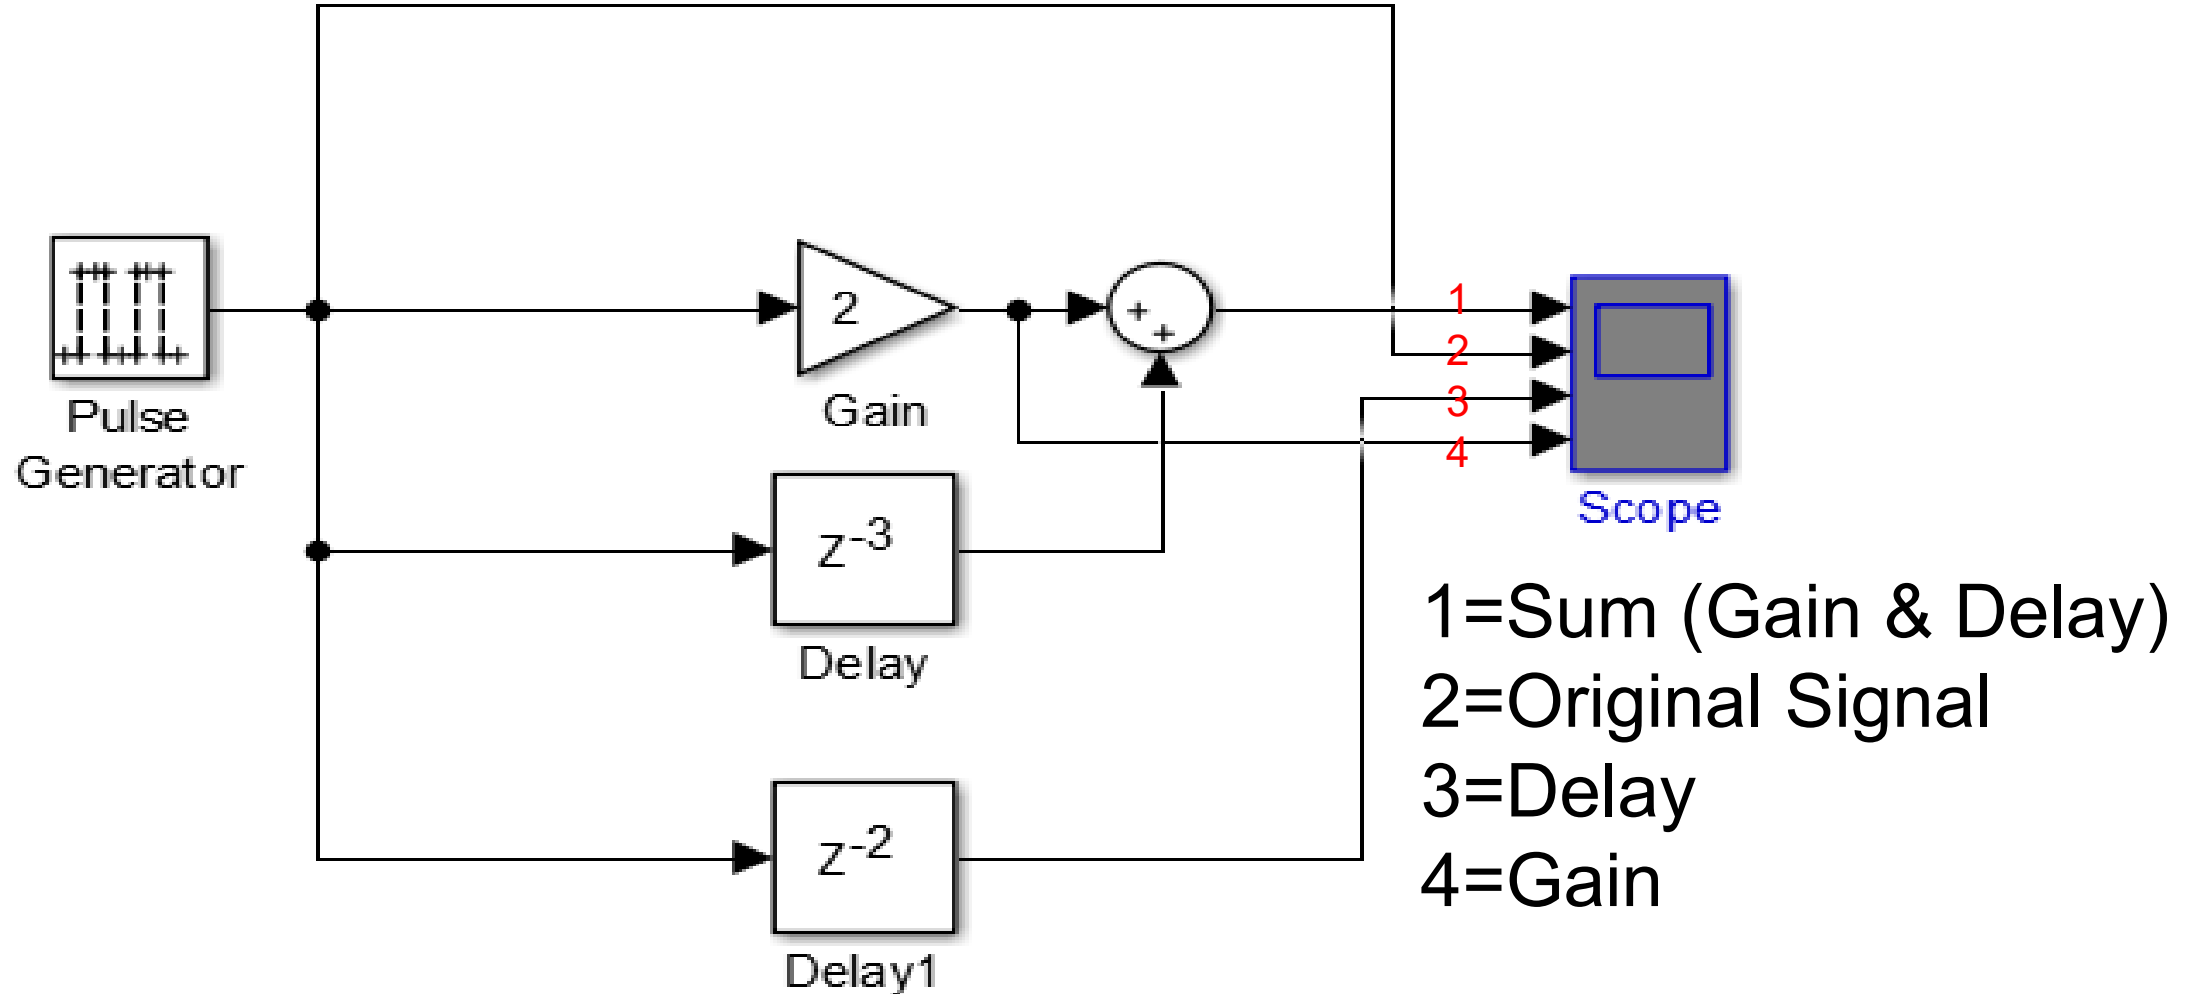 Pulse
Generator
2
Gain
+
+
1
2
3
4
Scope
z-3
Delay
z-2
Delay1
1=Sum (Gain & Delay)
2=Original Signal
3=Delay
4=Gain